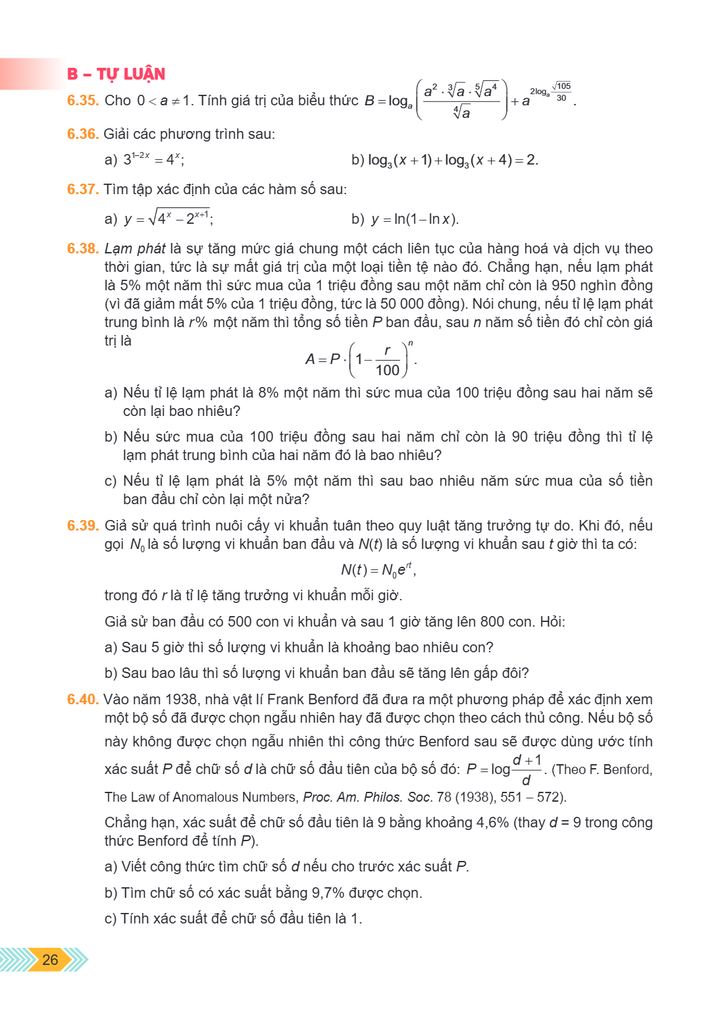 B – TỰ LUẬN
6.35. Cho 0 < a ≠ 1. Tính giá trị của biểu thức B = logₐ((a² · ∛a · ⁵√a⁴) / ⁴√a) + a^(2logₐ(√105/30)).
6.36. Giải các phương trình sau:
a) 3^(1−2x) = 4^x; b) log₃(x + 1) + log₃(x + 4) = 2.
6.37. Tìm tập xác định của các hàm số sau:
a) y = √(4^x − 2^(x+1)); b) y = ln(1 − ln x).
6.38. Lạm phát là sự tăng mức giá chung một cách liên tục của hàng hoá và dịch vụ theo
thời gian, tức là sự mất giá trị của một loại tiền tệ nào đó. Chẳng hạn, nếu lạm phát
là 5% một năm thì sức mua của 1 triệu đồng sau một năm chỉ còn là 950 nghìn đồng
(vì đã giảm mất 5% của 1 triệu đồng, tức là 50 000 đồng). Nói chung, nếu tỉ lệ lạm phát
trung bình là r% một năm thì tổng số tiền P ban đầu, sau n năm số tiền đó chỉ còn giá
trị là
A = P · (1 − r/100)^n.
a) Nếu tỉ lệ lạm phát là 8% một năm thì sức mua của 100 triệu đồng sau hai năm sẽ
còn lại bao nhiêu?
b) Nếu sức mua của 100 triệu đồng sau hai năm chỉ còn là 90 triệu đồng thì tỉ lệ
lạm phát trung bình của hai năm đó là bao nhiêu?
c) Nếu tỉ lệ lạm phát là 5% một năm thì sau bao nhiêu năm sức mua của số tiền
ban đầu chỉ còn lại một nửa?
6.39. Giả sử quá trình nuôi cấy vi khuẩn tuân theo quy luật tăng trưởng tự do. Khi đó, nếu
gọi N₀ là số lượng vi khuẩn ban đầu và N(t) là số lượng vi khuẩn sau t giờ thì ta có:
N(t) = N₀e^(rt),
trong đó r là tỉ lệ tăng trưởng vi khuẩn mỗi giờ.
Giả sử ban đầu có 500 con vi khuẩn và sau 1 giờ tăng lên 800 con. Hỏi:
a) Sau 5 giờ thì số lượng vi khuẩn là khoảng bao nhiêu con?
b) Sau bao lâu thì số lượng vi khuẩn ban đầu sẽ tăng lên gấp đôi?
6.40. Vào năm 1938, nhà vật lí Frank Benford đã đưa ra một phương pháp để xác định xem
một bộ số đã được chọn ngẫu nhiên hay đã được chọn theo cách thủ công. Nếu bộ số
này không được chọn ngẫu nhiên thì công thức Benford sau sẽ được dùng ước tính
xác suất P để chữ số d là chữ số đầu tiên của bộ số đó: P = log (d + 1)/d. (Theo F. Benford,
The Law of Anomalous Numbers, Proc. Am. Philos. Soc. 78 (1938), 551 – 572).
Chẳng hạn, xác suất để chữ số đầu tiên là 9 bằng khoảng 4,6% (thay d = 9 trong công
thức Benford để tính P).
a) Viết công thức tìm chữ số d nếu cho trước xác suất P.
b) Tìm chữ số có xác suất bằng 9,7% được chọn.
c) Tính xác suất để chữ số đầu tiên là 1.
26